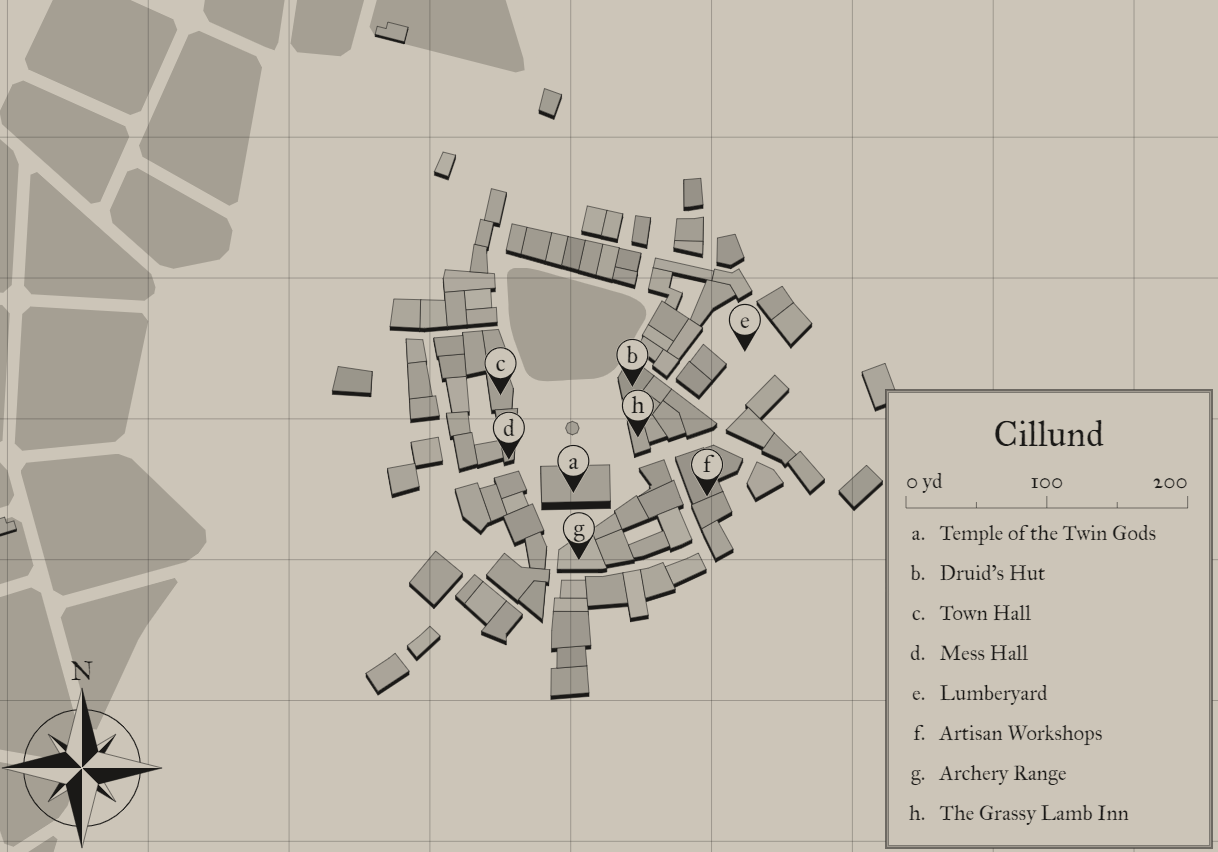 e
b
c
h
d
a
f
g
N
Cillund
0 yd 100 200
a. Temple of the Twin Gods
b. Druid's Hut
c. Town Hall
d. Mess Hall
e. Lumberyard
f. Artisan Workshops
g. Archery Range
h. The Grassy Lamb Inn